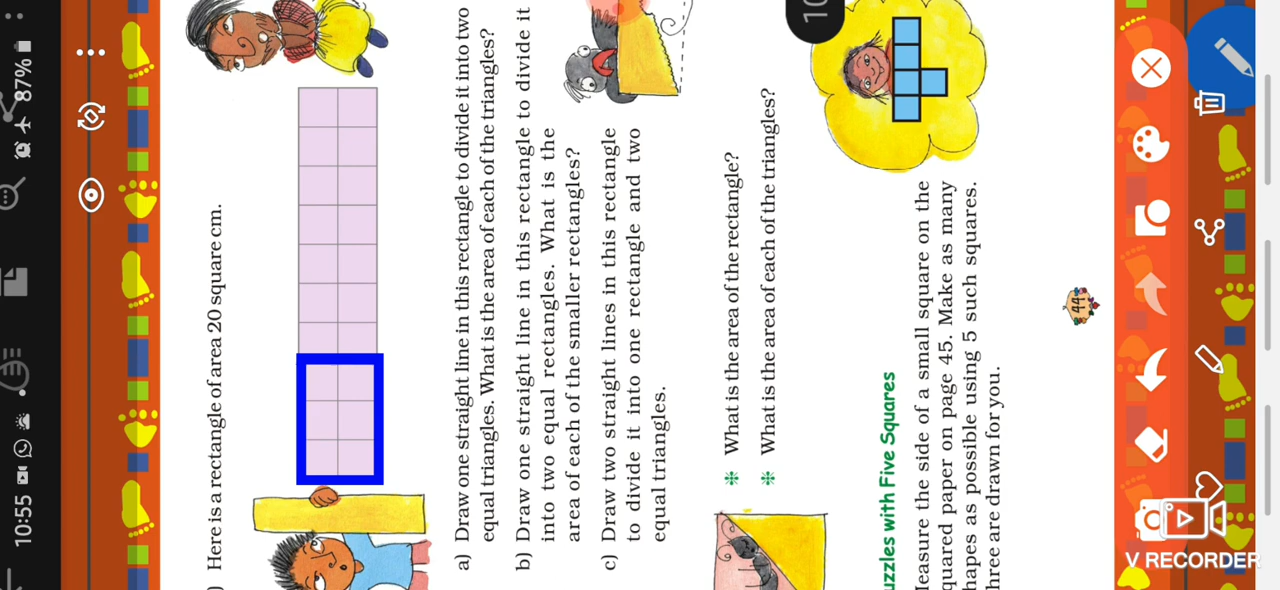 10:55
87%
Here is a rectangle of area 20 square cm.
a) Draw one straight line in this rectangle to divide it into two
equal triangles. What is the area of each of the triangles?
b) Draw one straight line in this rectangle to divide it
into two equal rectangles. What is the
area of each of the smaller rectangles?
c) Draw two straight lines in this rectangle
to divide it into one rectangle and two
equal triangles.
What is the area of the rectangle?
What is the area of each of the triangles?
uzzles with Five Squares
easure the side of a small square on the
quared paper on page 45. Make as many
hapes as possible using 5 such squares.
hree are drawn for you.
44
10
V RECORDER